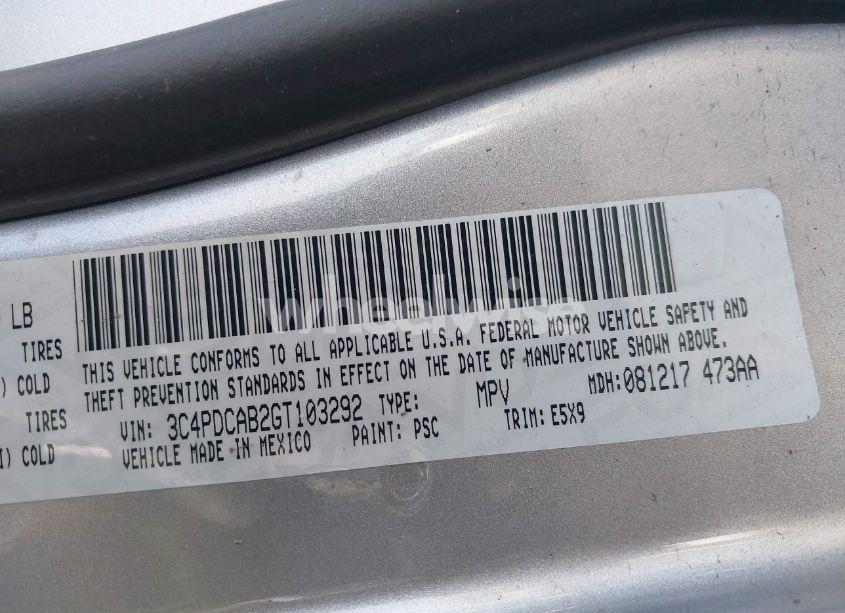 LB
TIRES
COLD
TIRES
COLD
wheelwise
THIS VEHICLE CONFORMS TO ALL APPLICABLE U.S.A. FEDERAL MOTOR VEHICLE SAFETY AND
THEFT PREVENTION STANDARDS IN EFFECT ON THE DATE OF MANUFACTURE SHOWN ABOVE.
VIN: 3C4PDCAB2GT103292 TYPE: MPV MDH:081217 473AA
VEHICLE MADE IN MEXICO PAINT: PSC TRIM: E5X9